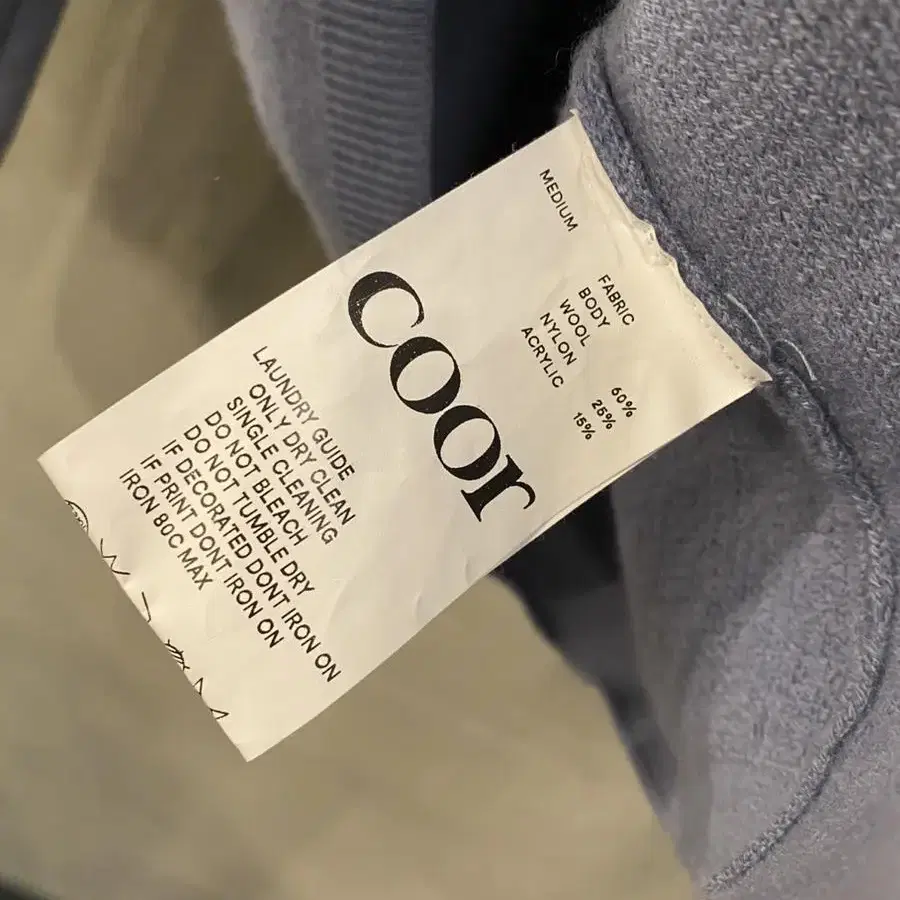 MEDIUM
FABRIC
BODY
WOOL 60%
NYLON 25%
ACRYLIC 15%
coor
LAUNDRY GUIDE
ONLY DRY CLEAN
SINGLE CLEANING
DO NOT BLEACH
DO NOT TUMBLE DRY
IF DECORATED DONT IRON ON
IF PRINT DONT IRON ON
IRON 80C MAX